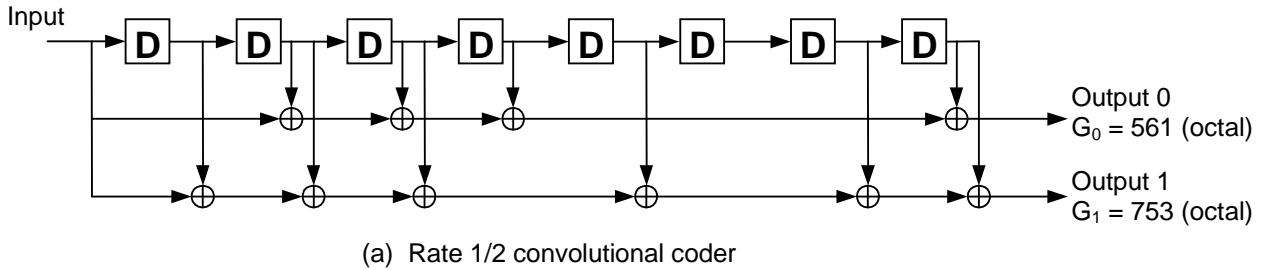 Input
D D D D D D D D
Output 0
G₀ = 561 (octal)
Output 1
G₁ = 753 (octal)
(a) Rate 1/2 convolutional coder